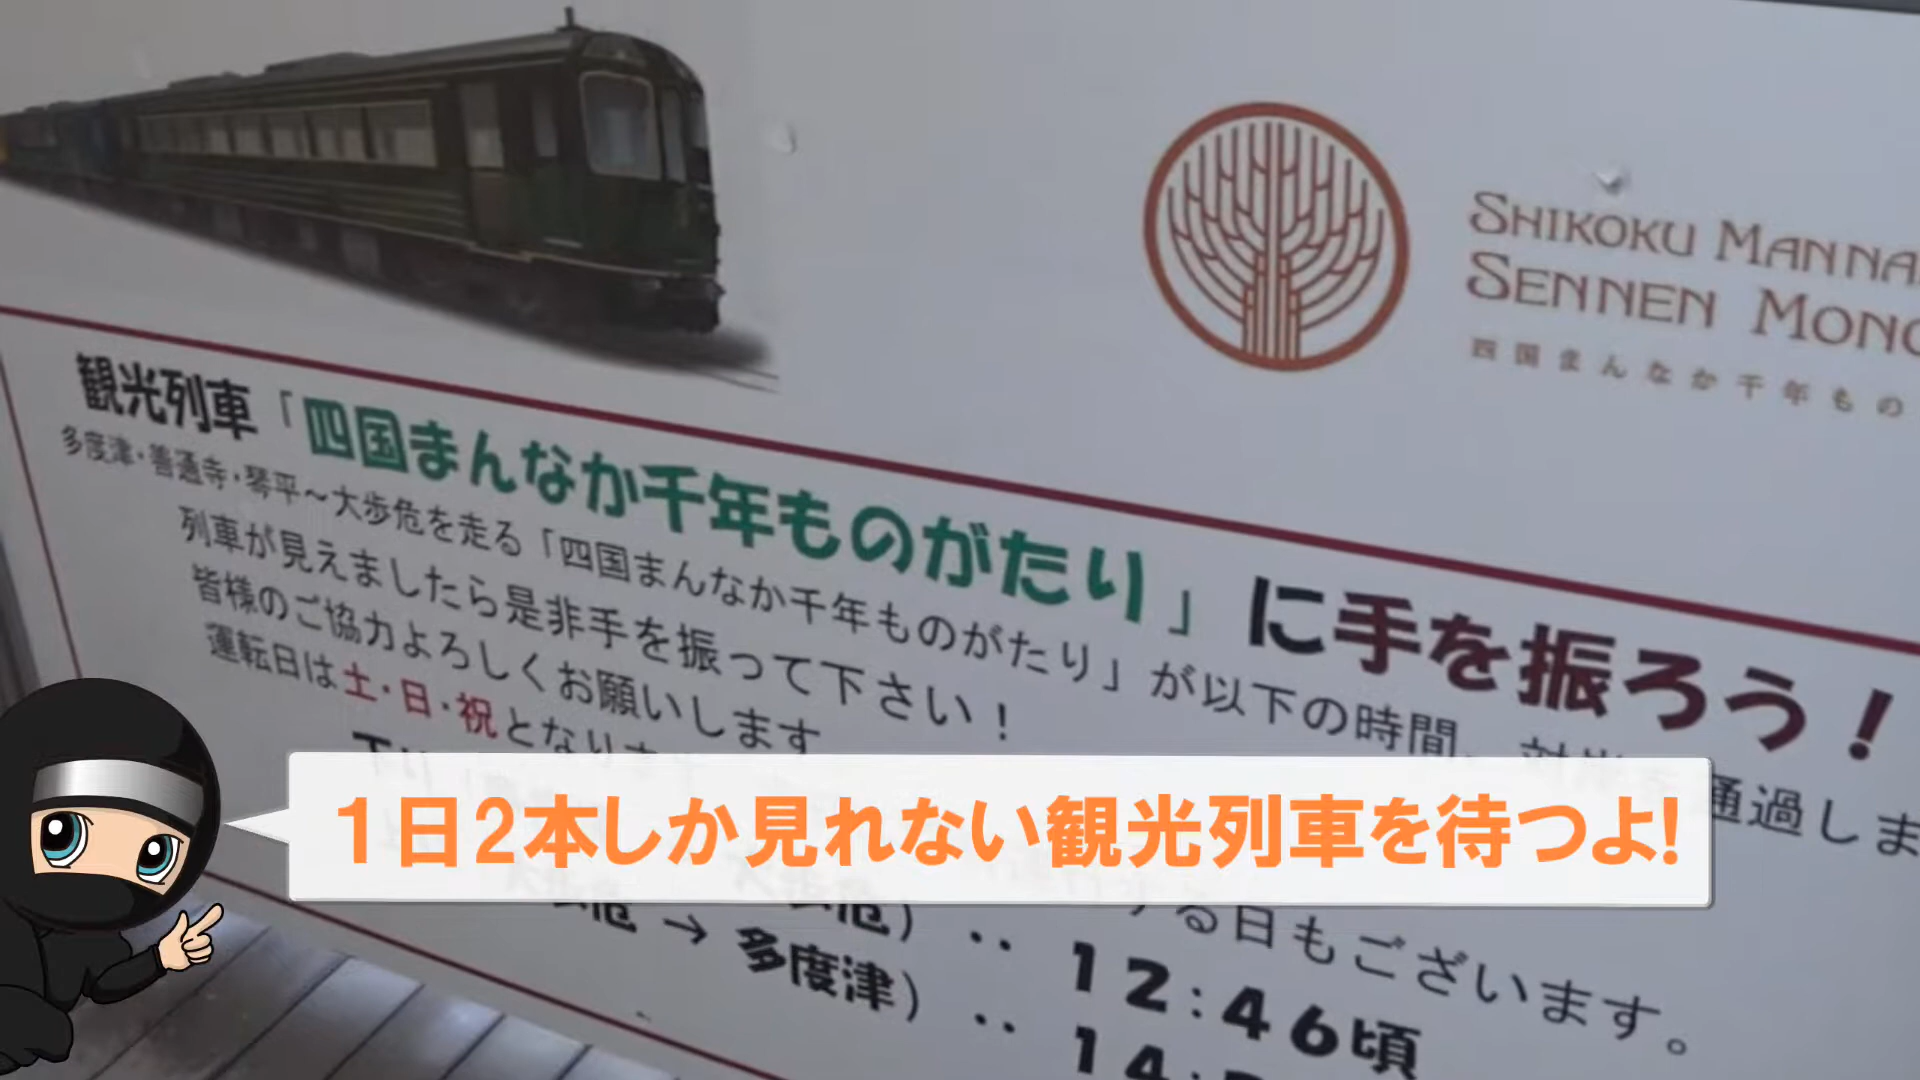 SHIKOKU
SENNEN
四国まんなか千年もの
観光列車「四国まんなか千年ものがたり」に手を振ろう！
多度津・善通寺・琴平～大歩危を走る「四国まんなか千年ものがたり」が以下の時間、
通過しま
列車が見えましたら是非手を振って下さい！
皆様のご協力よろしくお願いします
運転日は土・日・祝となり
1日2本しか見れない観光列車を待つよ!
る日もございます。
12:46頃
→ 多度津）‥